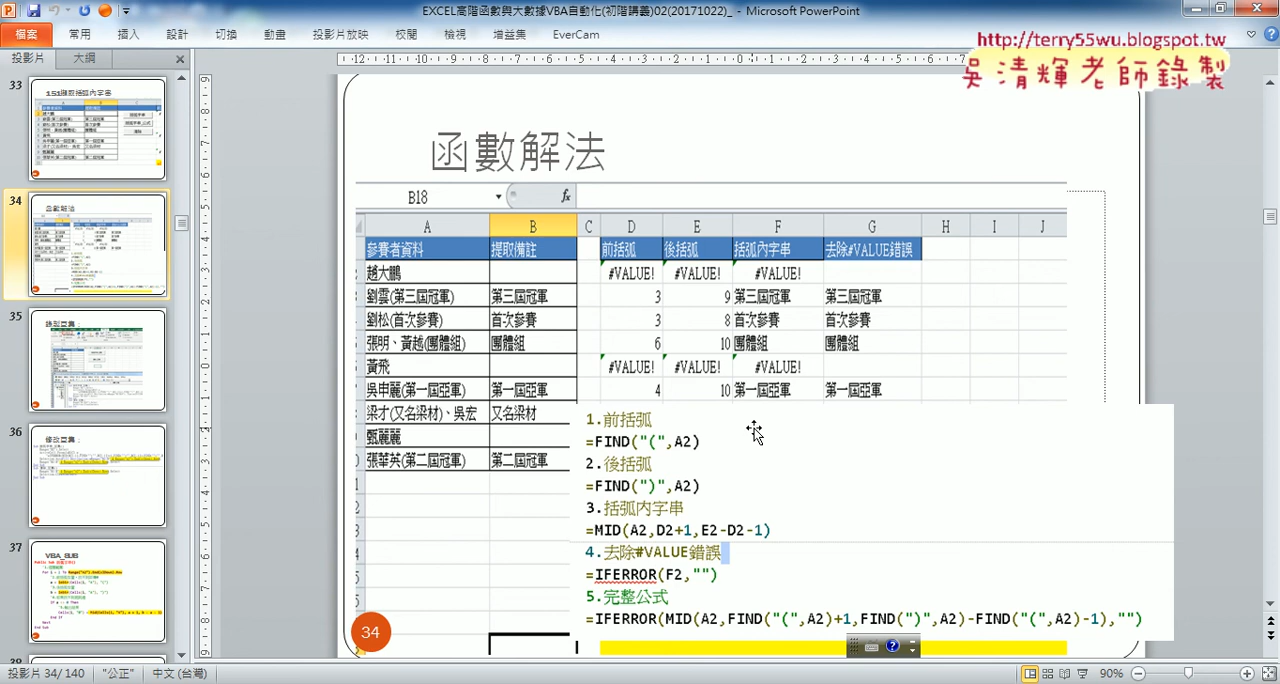 EXCEL高階函數與大數據VBA自動化(初階講義)02(20171022)_ - Microsoft PowerPoint
http://terry55wu.blogspot.tw
吳清輝老師錄製
檔案 常用 插入 設計 切換 動畫 投影片放映 校閱 檢視 增益集 EverCam
投影片 大綱
33
34
35
36
37
VBA_SUB
函數解法
B18 fx
A B C D E F G H I J
參賽者資料 提取備註 前括弧 後括弧 括弧內字串 去除#VALUE錯誤
趙大鵬 #VALUE! #VALUE! #VALUE!
劉雲(第三屆冠軍) 第三屆冠軍 3 9 第三屆冠軍 第三屆冠軍
劉松(首次參賽) 首次參賽 3 8 首次參賽 首次參賽
張明、黃越(團體組) 團體組 6 10 團體組 團體組
黃飛 #VALUE! #VALUE! #VALUE!
吳申麗(第一屆亞軍) 第一屆亞軍 4 10 第一屆亞軍 第一屆亞軍
梁才(又名梁材)、吳宏 又名梁材
甄麗麗
張華英(第二屆冠軍) 第二屆冠軍
1.前括弧
=FIND("(",A2)
2.後括弧
=FIND(")",A2)
3.括弧內字串
=MID(A2,D2+1,E2-D2-1)
4.去除#VALUE錯誤
=IFERROR(F2,"")
5.完整公式
=IFERROR(MID(A2,FIND("(",A2)+1,FIND(")",A2)-FIND("(",A2)-1),"")
34
投影片 34/140 "公正" 中文 (台灣) 90%